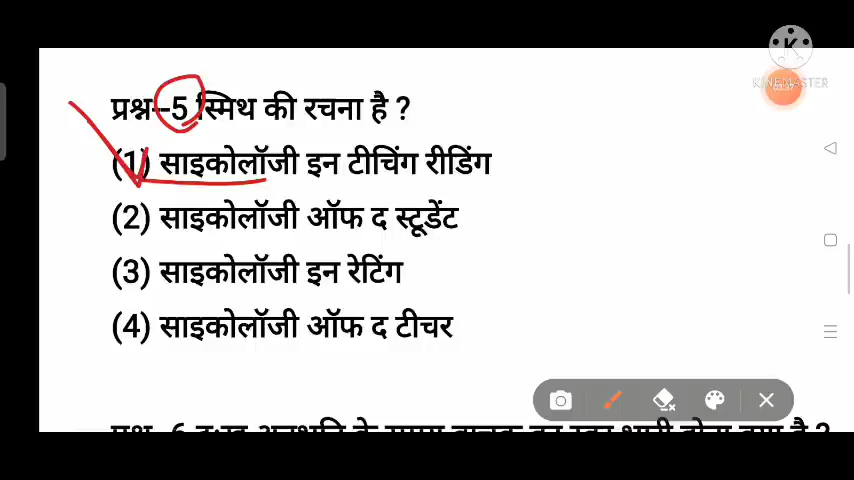 K
KINEMASTER
प्रश्न--5 स्मिथ की रचना है ?
(1) साइकोलॉजी इन टीचिंग रीडिंग
(2) साइकोलॉजी ऑफ द स्टूडेंट
(3) साइकोलॉजी इन रेटिंग
(4) साइकोलॉजी ऑफ द टीचर